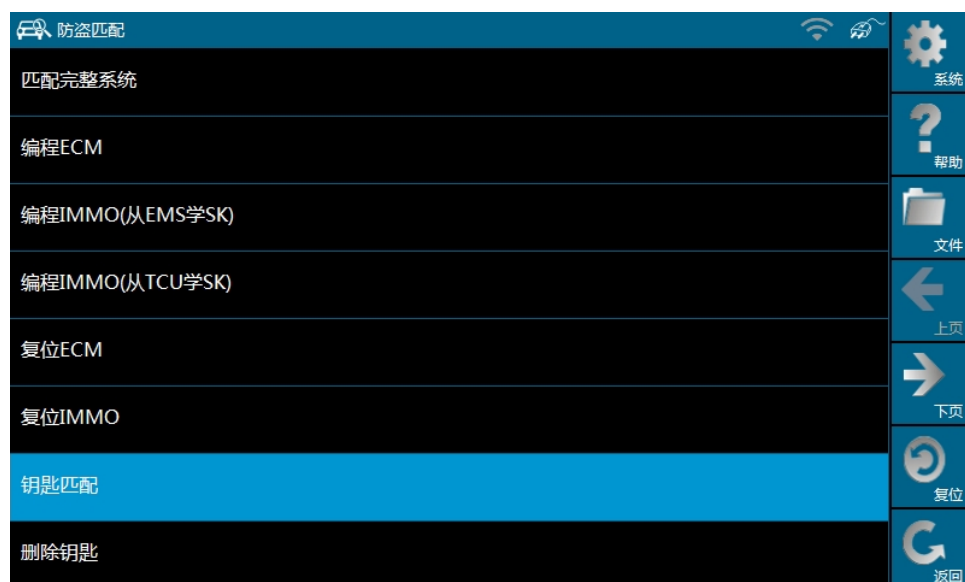 防盗匹配
匹配完整系统
编程ECM
编程IMMO(从EMS学SK)
编程IMMO(从TCU学SK)
复位ECM
复位IMMO
钥匙匹配
删除钥匙
系统
帮助
文件
上页
下页
复位
返回